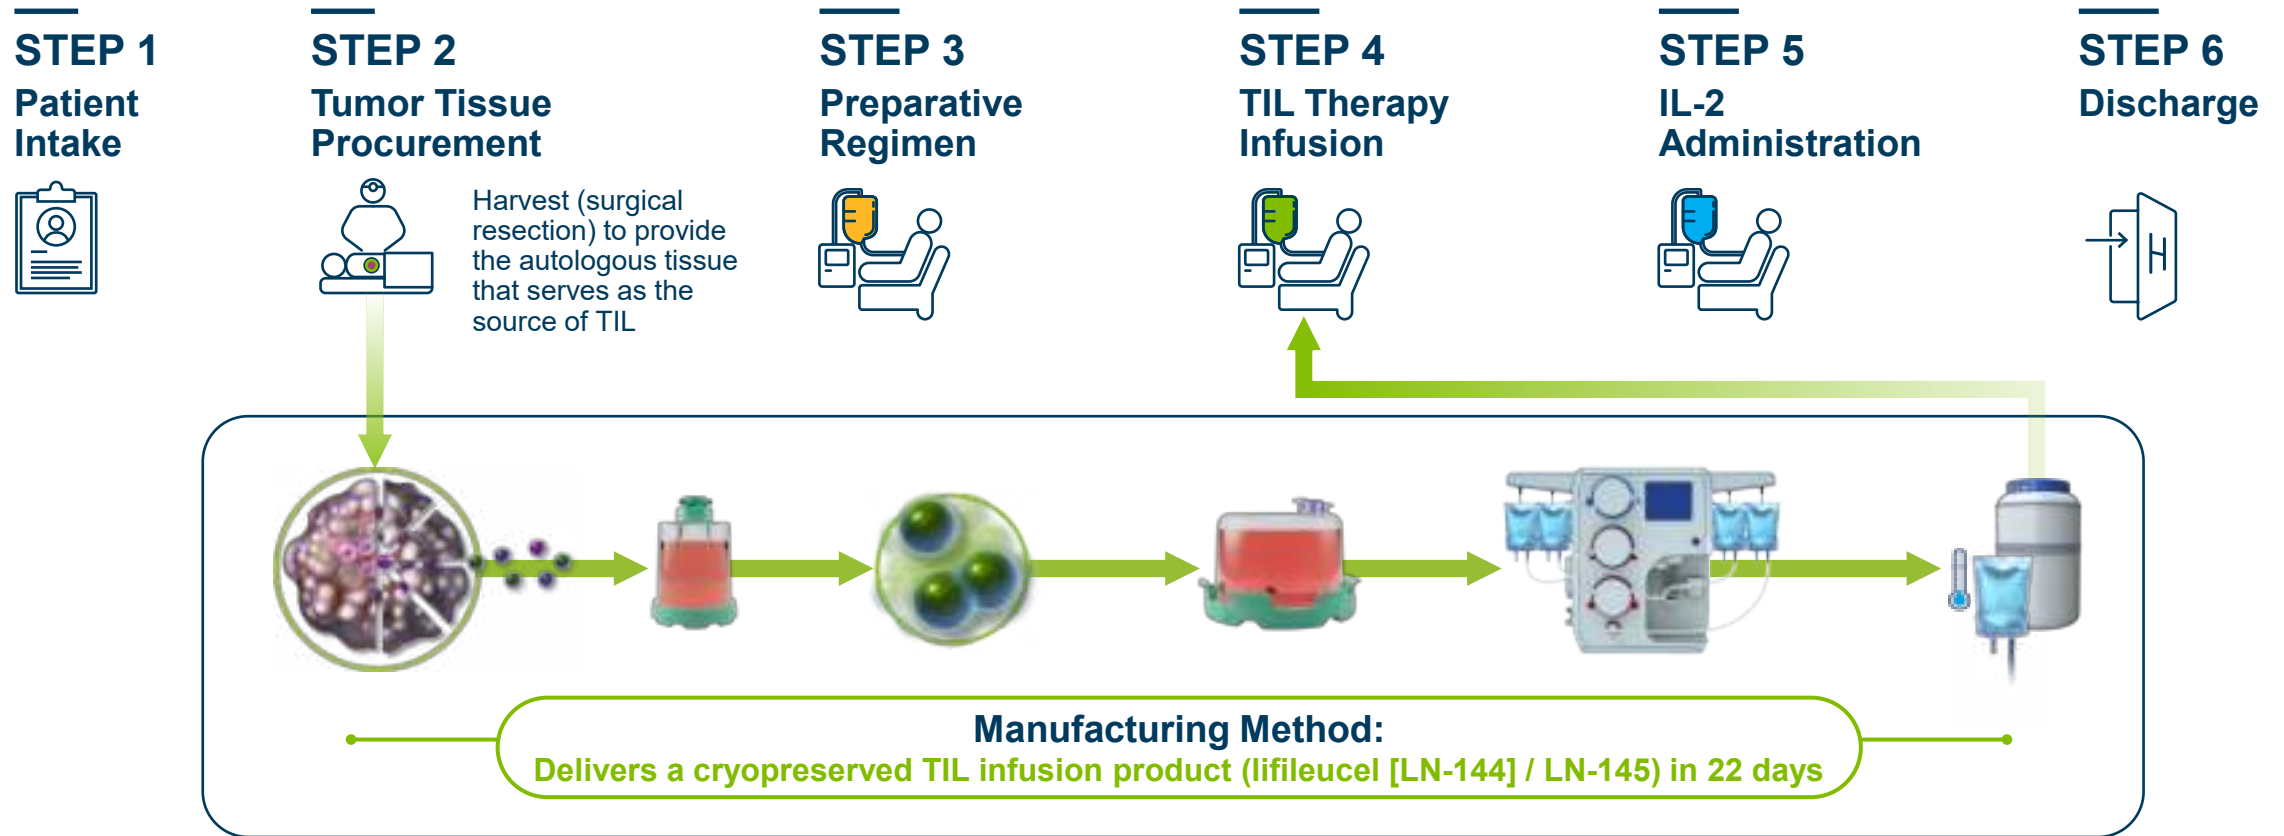 STEP 1
Patient
Intake
STEP 2
Tumor Tissue
Procurement
Harvest (surgical
resection) to provide
the autologous tissue
that serves as the
source of TIL
STEP 3
Preparative
Regimen
STEP 4
TIL Therapy
Infusion
STEP 5
IL-2
Administration
STEP 6
Discharge
H
Manufacturing Method:
Delivers a cryopreserved TIL infusion product (lifileucel [LN-144] / LN-145) in 22 days